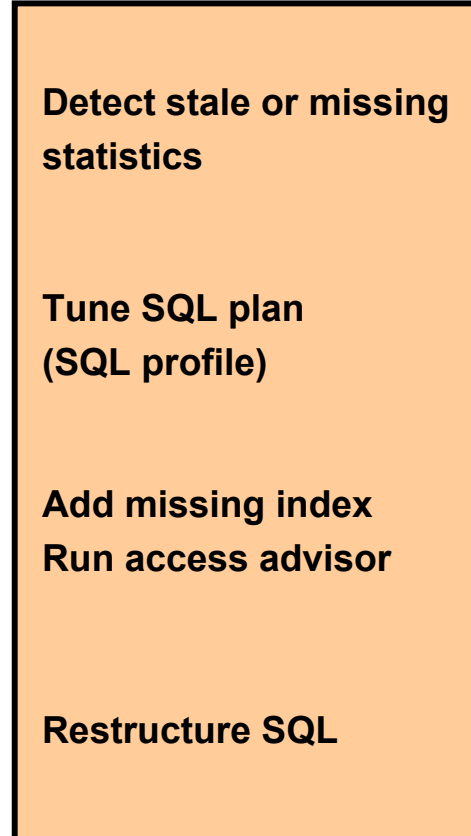 Detect stale or missing
statistics
Tune SQL plan
(SQL profile)
Add missing index
Run access advisor
Restructure SQL